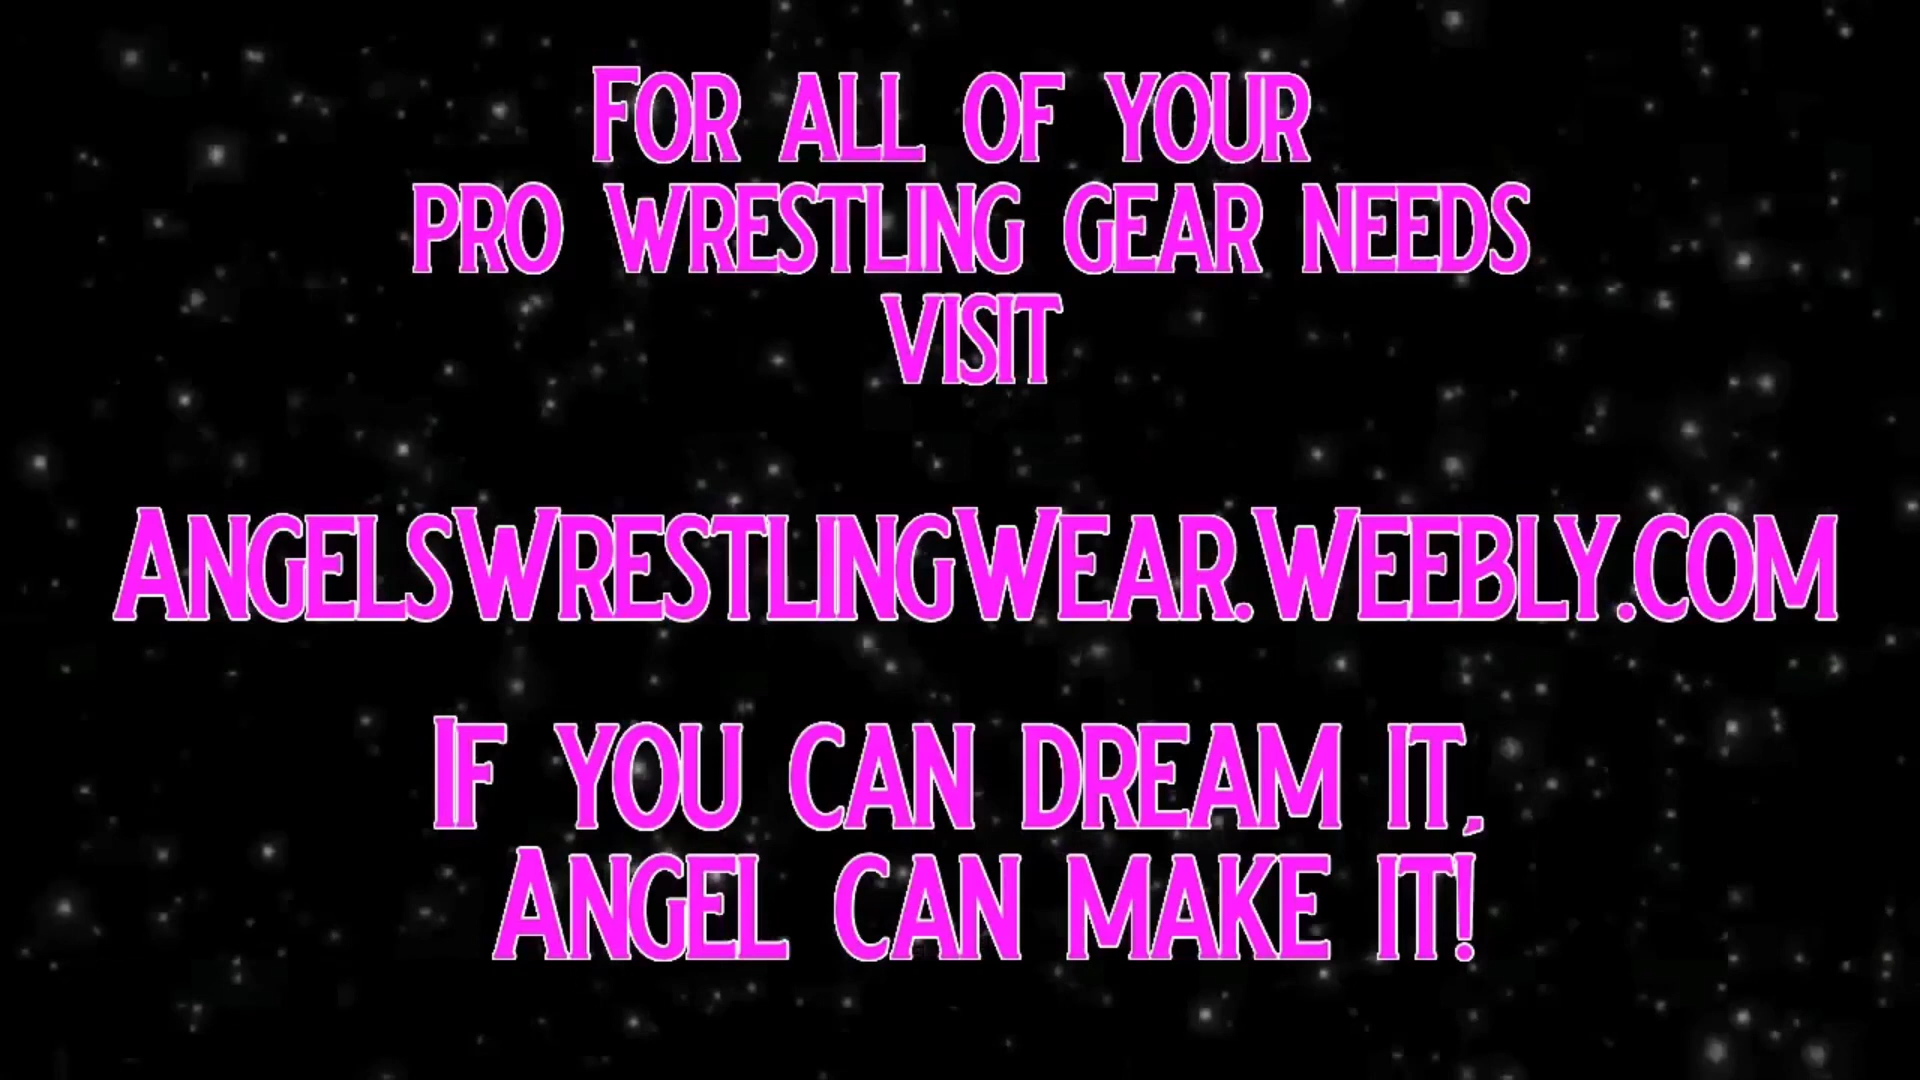 For all of your
pro wrestling gear needs
visit
AngelsWrestlingWear.Weebly.com
If you can dream it,
Angel can make it!